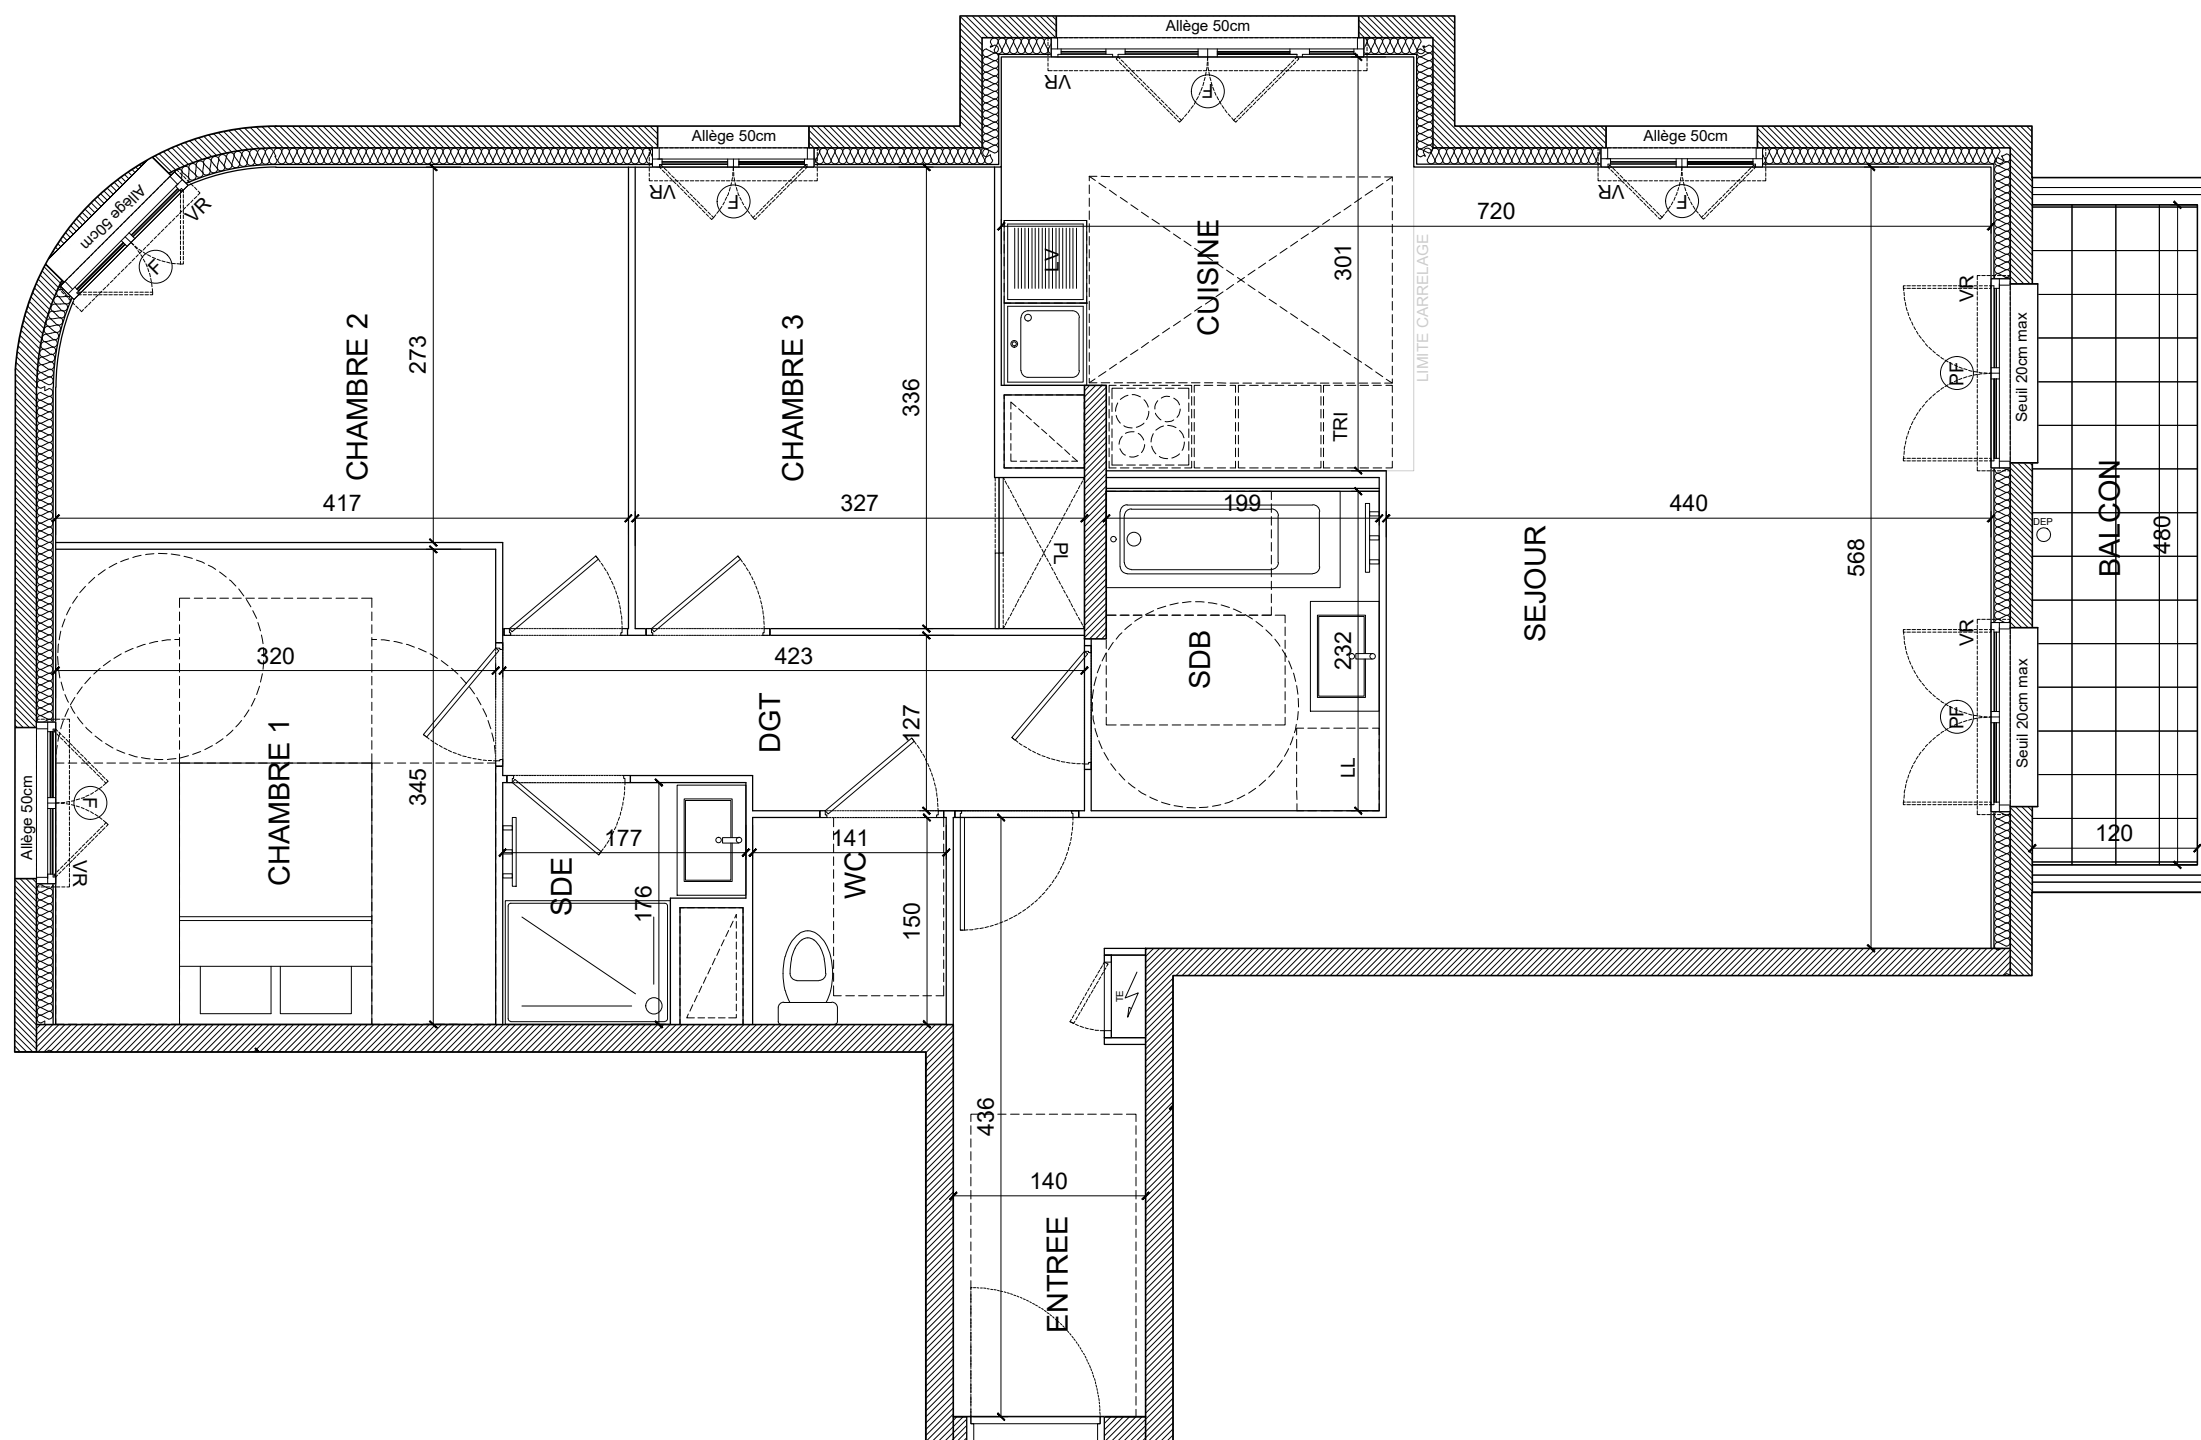 Allège 50cm
VR
F
Allège 50cm
VR
F
Allège 50cm
VR
F
Allège 50cm
VR
F
CHAMBRE 2
273
417
CHAMBRE 3
336
327
LV
CUISINE
301
LIMITE CARRELAGE
720
TRI
PL
199
440
SEJOUR
568
VR
PF
Seuil 20cm max
VR
PF
Seuil 20cm max
DEP
BALCON
480
120
320
CHAMBRE 1
345
Allège 50cm
F
VR
423
DGT
127
SDB
232
LL
177
SDE
176
141
WC
150
TE
436
140
ENTREE